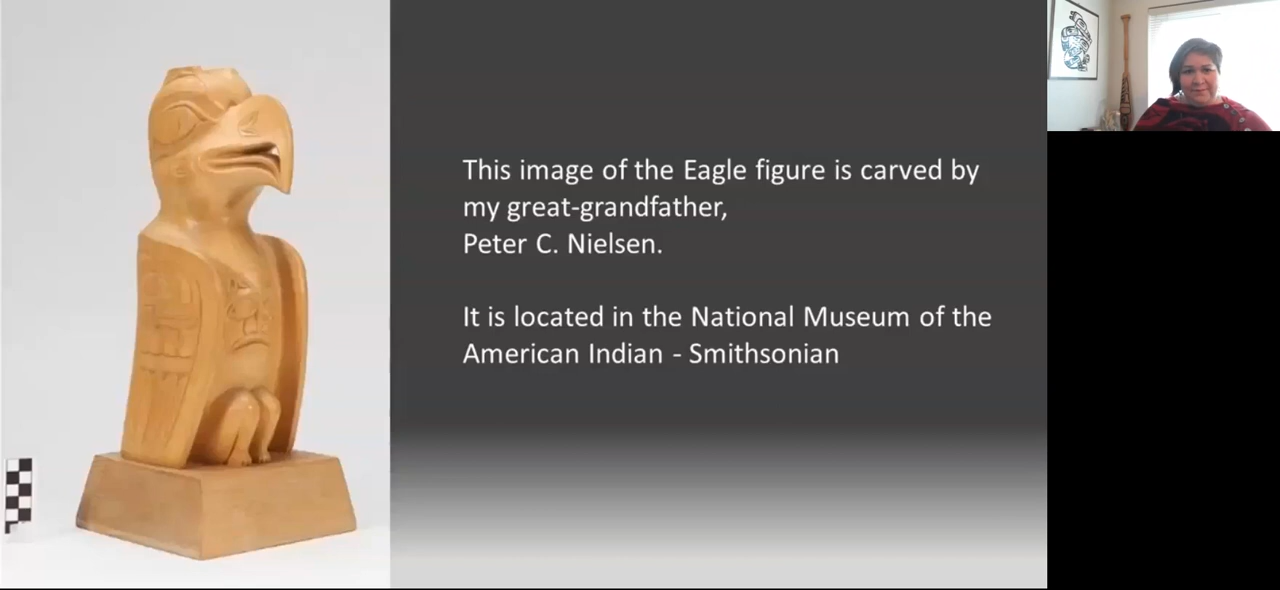 This image of the Eagle figure is carved by
my great-grandfather,
Peter C. Nielsen.
It is located in the National Museum of the
American Indian - Smithsonian